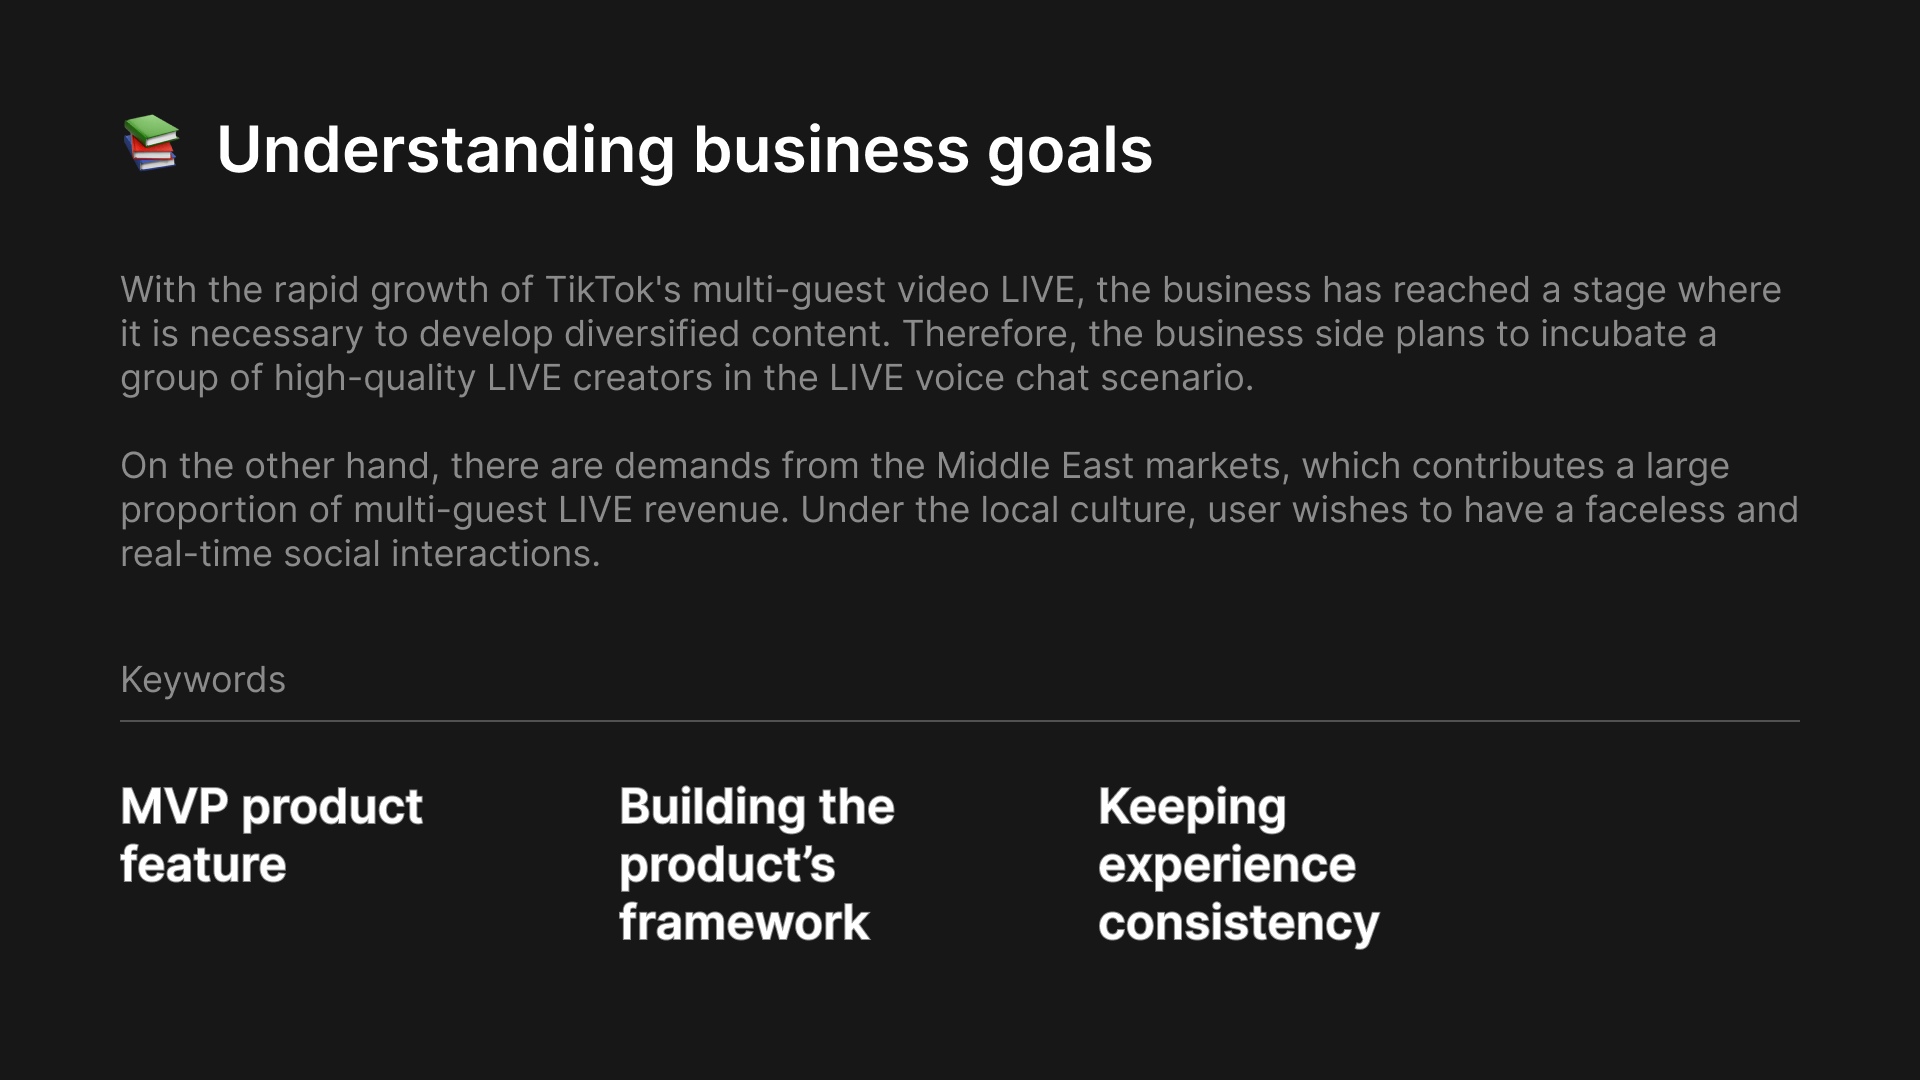 Understanding business goals
With the rapid growth of TikTok's multi-guest video LIVE, the business has reached a stage where
it is necessary to develop diversified content. Therefore, the business side plans to incubate a
group of high-quality LIVE creators in the LIVE voice chat scenario.
On the other hand, there are demands from the Middle East markets, which contributes a large
proportion of multi-guest LIVE revenue. Under the local culture, user wishes to have a faceless and
real-time social interactions.
Keywords
MVP product
feature
Building the
product’s
framework
Keeping
experience
consistency